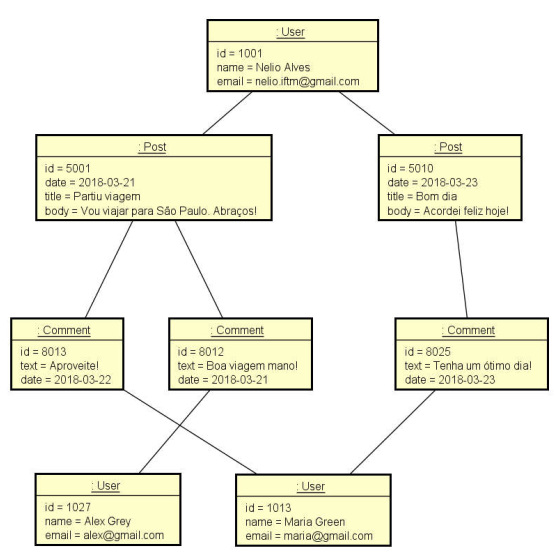 : User
id = 1001
name = Nelio Alves
email = nelio.iftm@gmail.com
: Post
id = 5001
date = 2018-03-21
title = Partiu viagem
body = Vou viajar para São Paulo. Abraços!
: Post
id = 5010
date = 2018-03-23
title = Bom dia
body = Acordei feliz hoje!
: Comment
id = 8013
text = Aproveite!
date = 2018-03-22
: Comment
id = 8012
text = Boa viagem mano!
date = 2018-03-21
: Comment
id = 8025
text = Tenha um ótimo dia!
date = 2018-03-23
: User
id = 1027
name = Alex Grey
email = alex@gmail.com
: User
id = 1013
name = Maria Green
email = maria@gmail.com